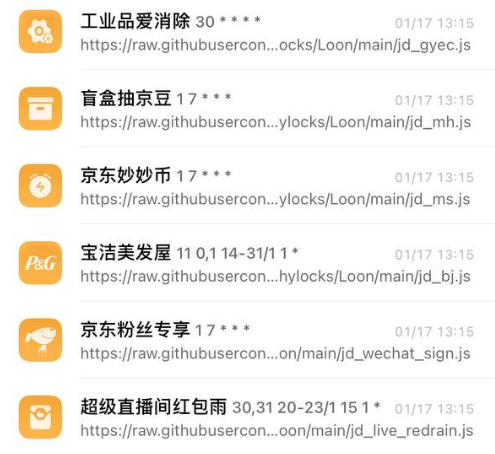 工业品爱消除 30 * * * *
01/17 13:15
https://raw.githubusercon...ocks/Loon/main/jd_gyec.js
盲盒抽京豆 1 7 * * *
01/17 13:15
https://raw.githubusercon...ylocks/Loon/main/jd_mh.js
京东妙妙币 1 7 * * *
01/17 13:15
https://raw.githubusercon...ylocks/Loon/main/jd_ms.js
P&G
宝洁美发屋 11 0,1 14-31/1 1 *
01/17 13:15
https://raw.githubusercon...hylocks/Loon/main/jd_bj.js
京东粉丝专享 1 7 * * *
01/17 13:15
https://raw.githubusercon...on/main/jd_wechat_sign.js
超级直播间红包雨 30,31 20-23/1 15 1 *
01/17 13:15
https://raw.githubusercon...oon/main/jd_live_redrain.js